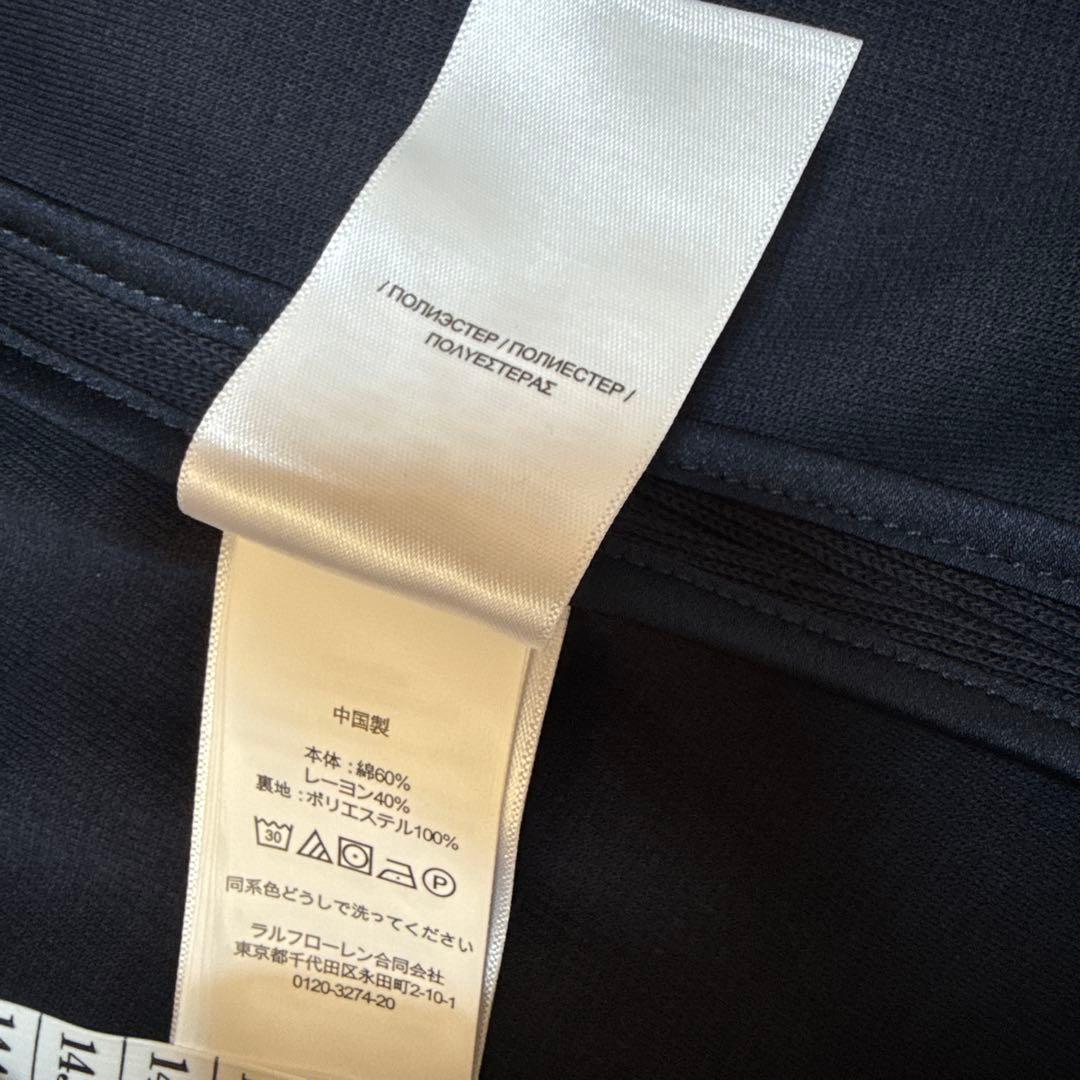 / ПОЛИЭСТЕР / ПОЛИЕСТЕР /
ΠΟΛΥΕΣΤΕΡΑΣ
中国製
本体：綿60%
レーヨン40%
裏地：ポリエステル100%
30 P
同系色どうしで洗ってください
ラルフローレン合同会社
東京都千代田区永田町2-10-1
0120-3274-20
14